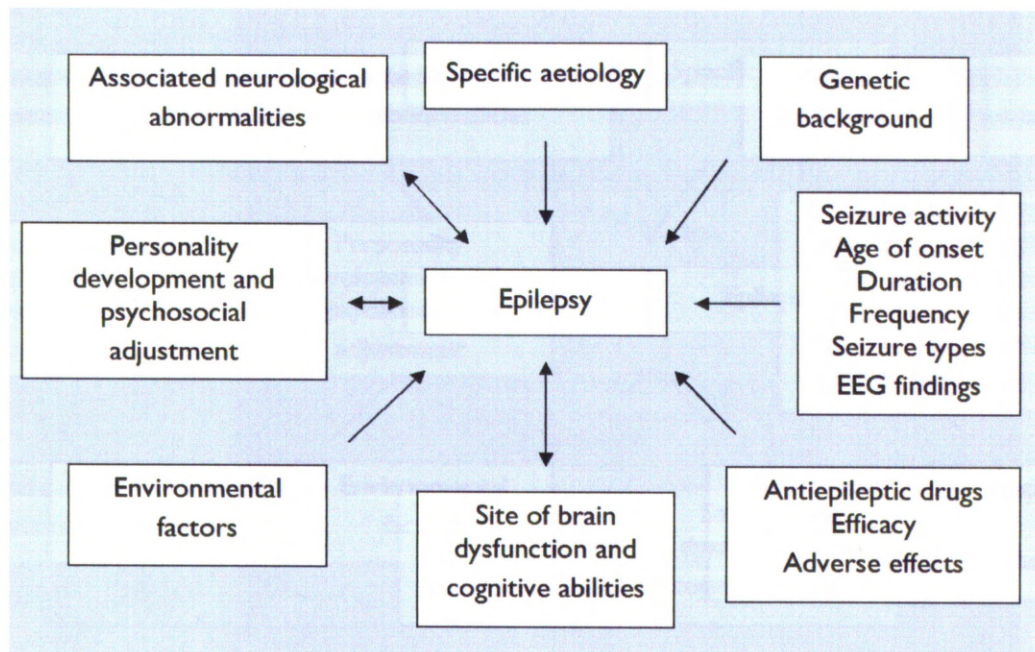 Associated neurological
abnormalities
Specific aetiology
Genetic
background
Personality
development and
psychosocial
adjustment
Epilepsy
Seizure activity
Age of onset
Duration
Frequency
Seizure types
EEG findings
Environmental
factors
Site of brain
dysfunction and
cognitive abilities
Antiepileptic drugs
Efficacy
Adverse effects